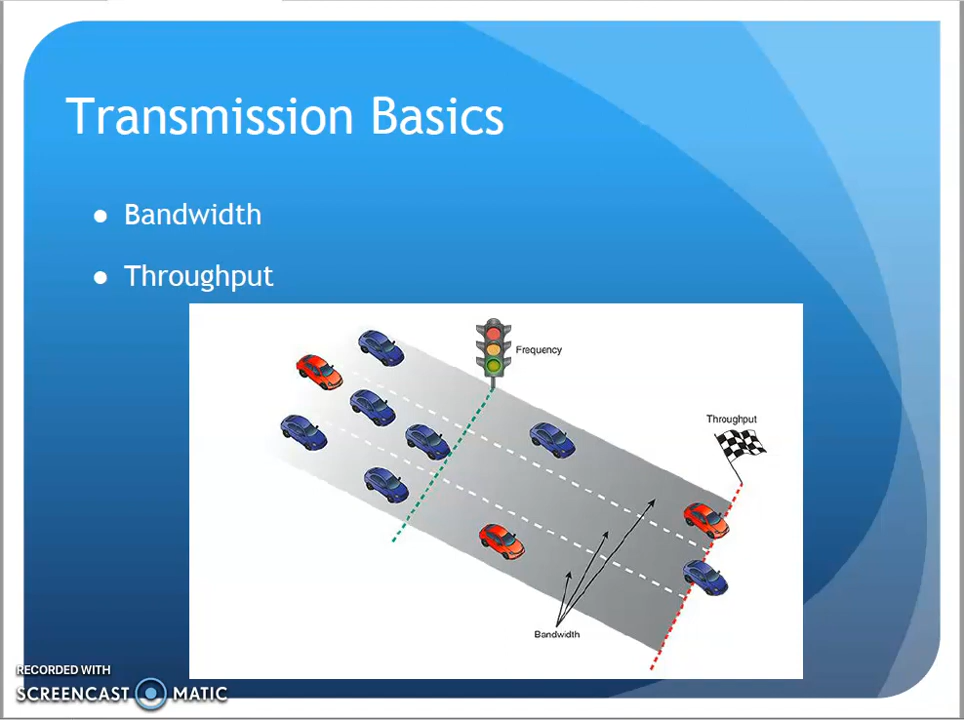 Transmission Basics
Bandwidth
Throughput
Frequency
Throughput
Bandwidth
RECORDED WITH
SCREENCAST MATIC